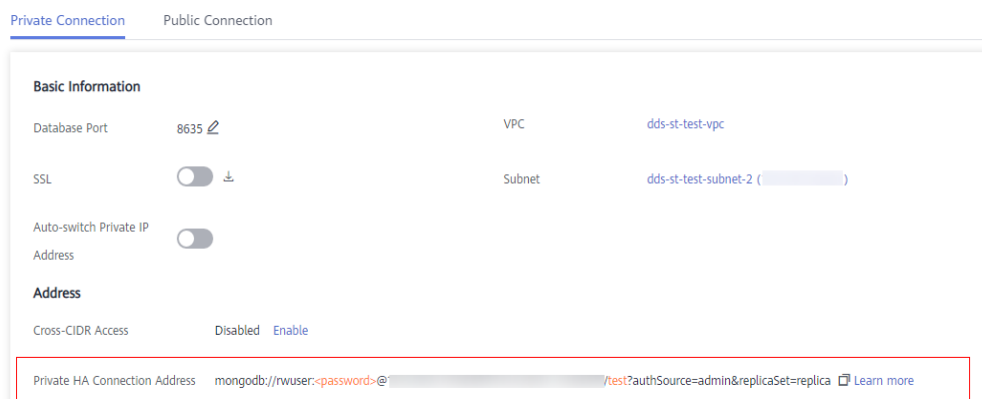 Private Connection Public Connection
Basic Information
Database Port 8635 VPC dds-st-test-vpc
SSL Subnet dds-st-test-subnet-2 ( )
Auto-switch Private IP
Address
Address
Cross-CIDR Access Disabled Enable
Private HA Connection Address mongodb://rwuser:<password>@ /test?authSource=admin&replicaSet=replica Learn more